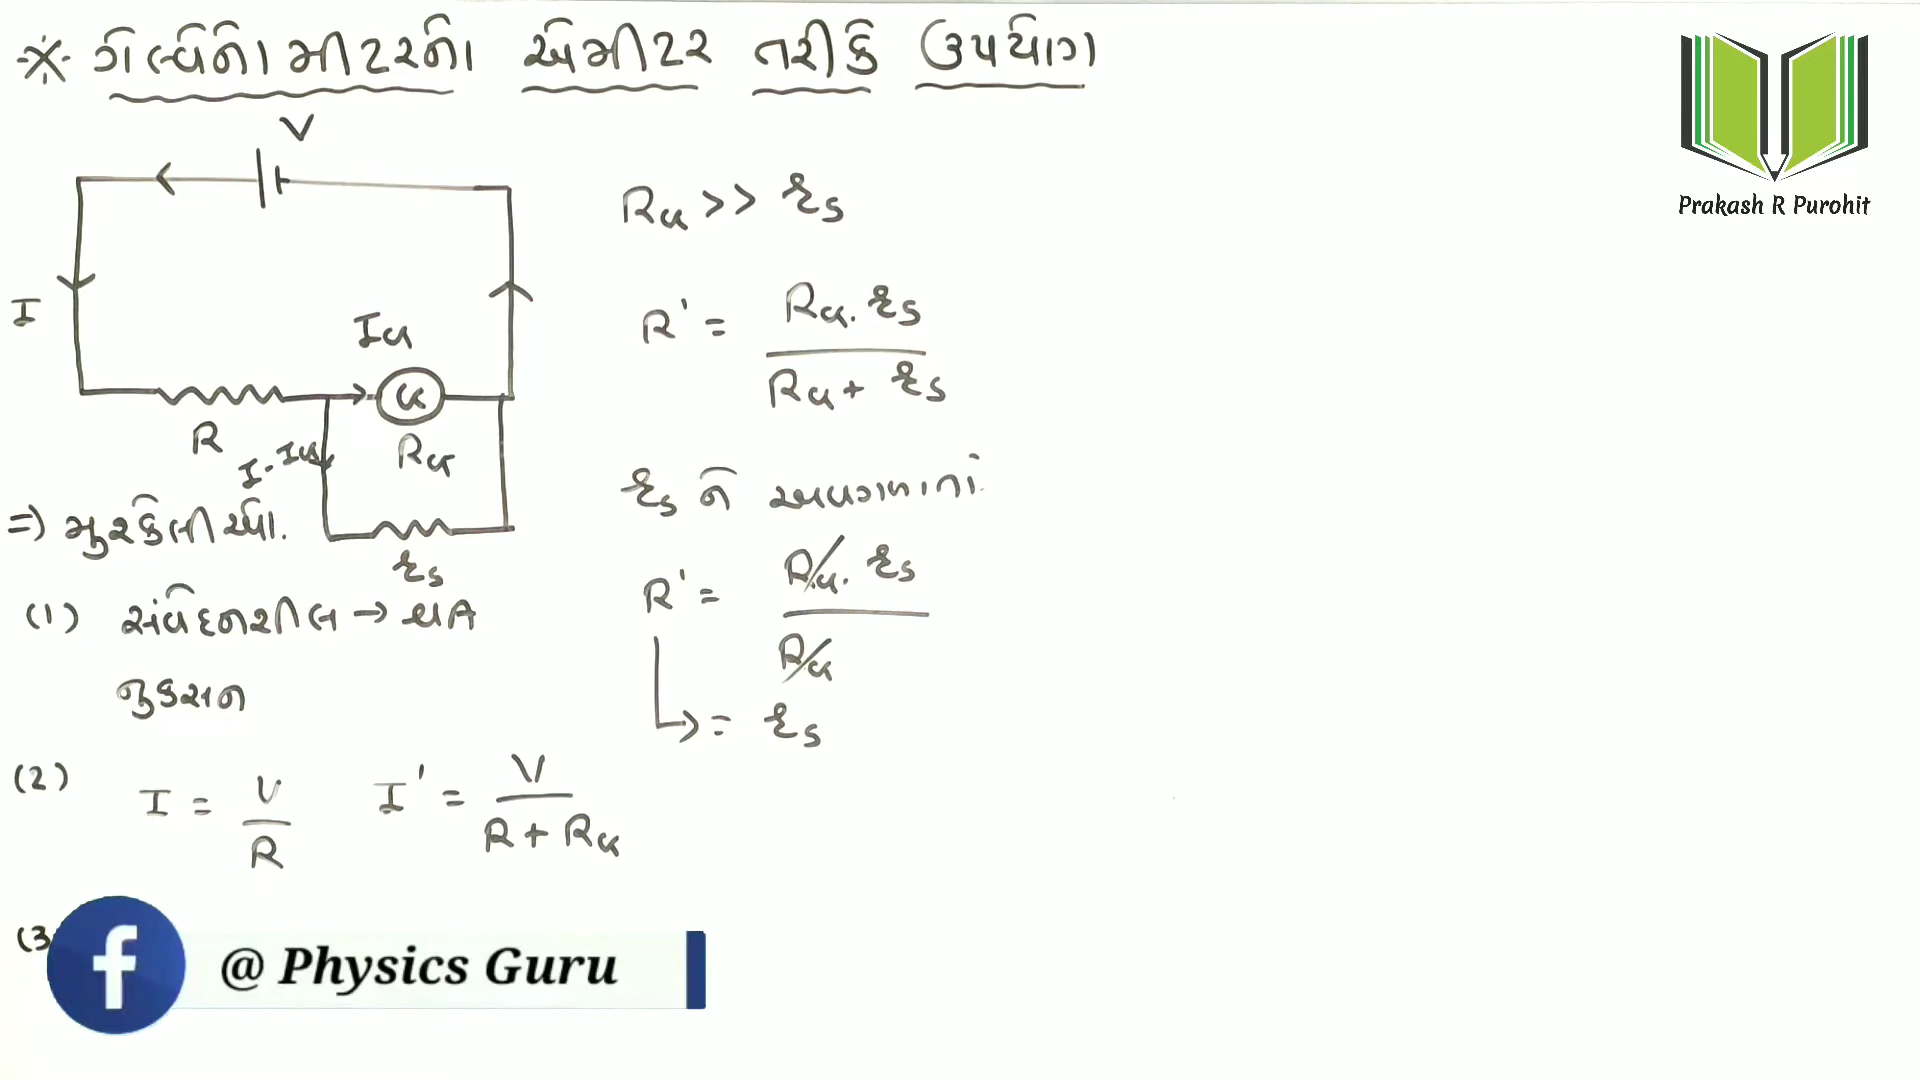 ※ ગેલ્વેનોમીટરનો એમીટર તરીકે ઉપયોગ
V
I
IG
G
R
I-IG
RG
rs
⇒ મુશ્કેલીઓ.
(1) સંવેદનશીલ → μA
નુકશાન
(2) I = V/R I' = V/(R + RG)
(3
RG >> rs
R' = RG. rs / RG + rs
rs ને અવગણતાં.
R' = RG. rs / RG
↳ = rs
Prakash R Purohit
f @ Physics Guru